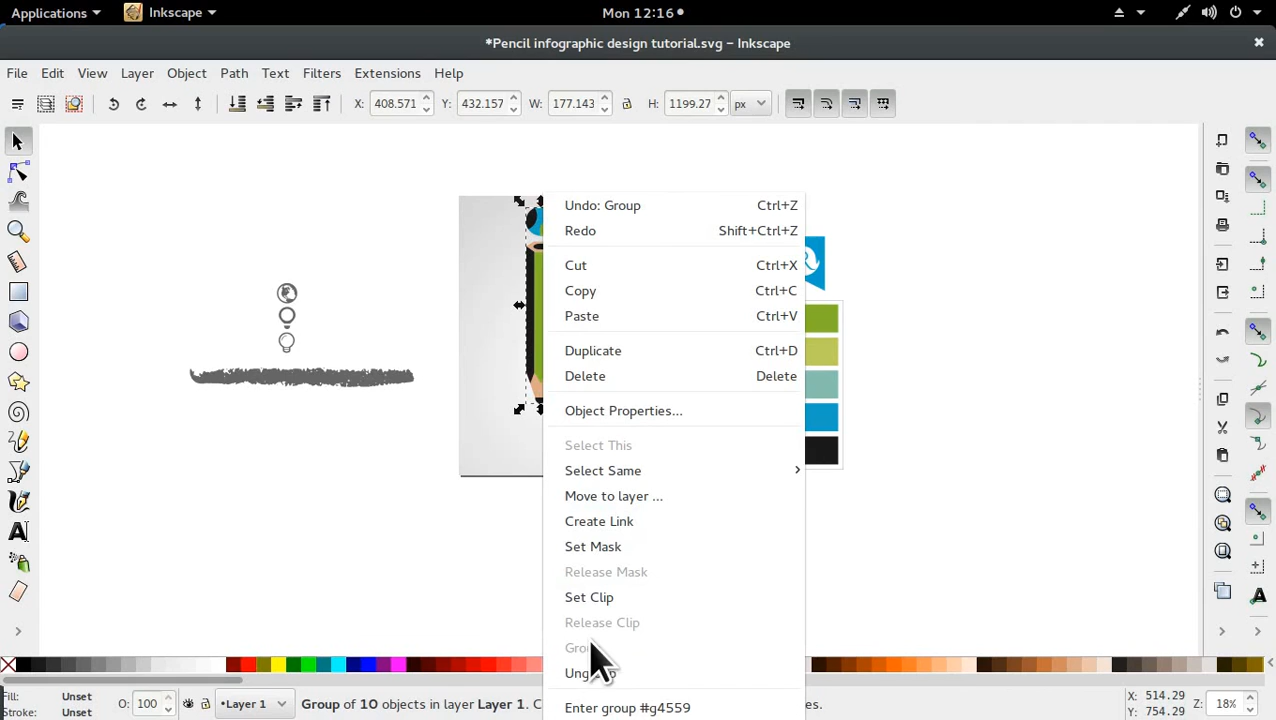 Applications Inkscape Mon 12:16
*Pencil infographic design tutorial.svg – Inkscape
File Edit View Layer Object Path Text Filters Extensions Help
X: 408.571 Y: 432.157 W: 177.143 H: 1199.27 px
Undo: Group Ctrl+Z
Redo Shift+Ctrl+Z
Cut Ctrl+X
Copy Ctrl+C
Paste Ctrl+V
Duplicate Ctrl+D
Delete Delete
Object Properties...
Select This
Select Same
Move to layer ...
Create Link
Set Mask
Release Mask
Set Clip
Release Clip
Enter group #g4559
Fill: Unset
Stroke: Unset
O: 100
•Layer 1
Group of 10 objects in layer Layer 1.
X: 514.29
Y: 754.29
Z: 18%